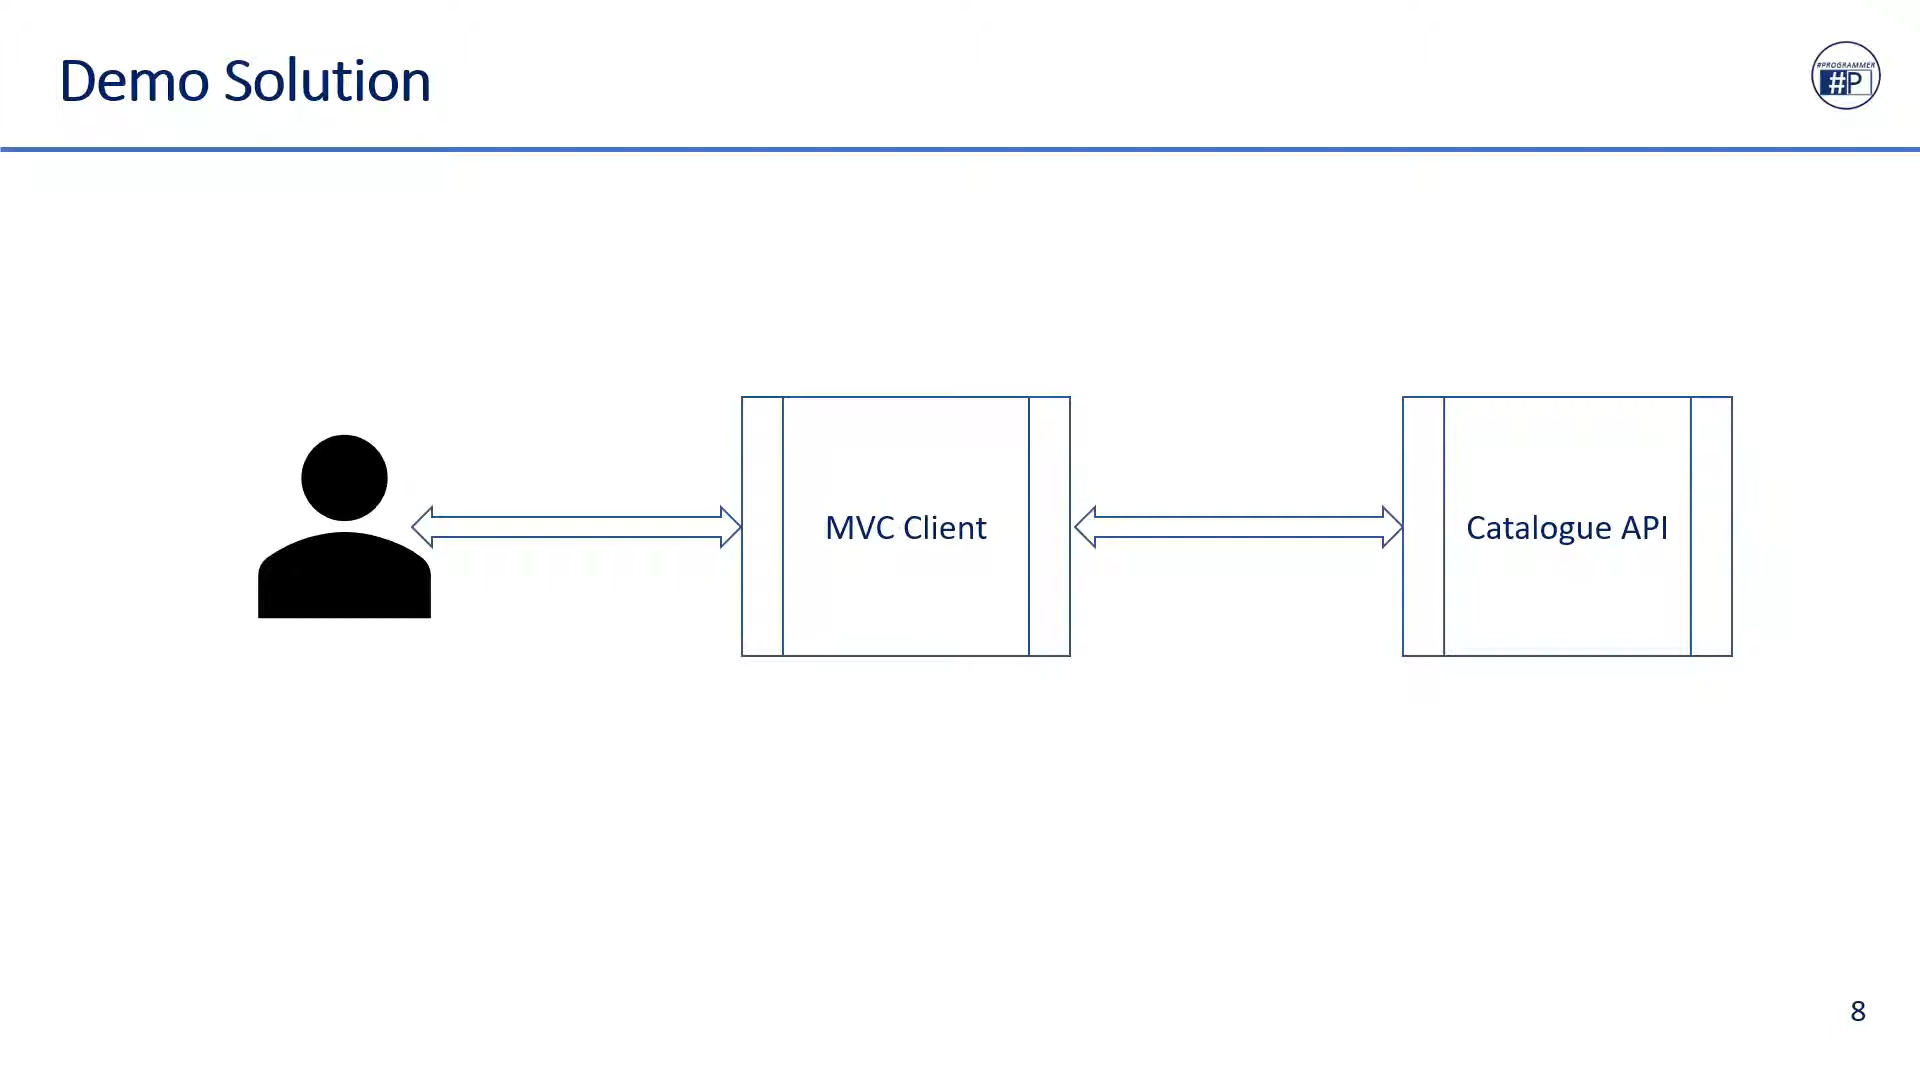 Demo Solution
#PROGRAMMER
#P
MVC Client
Catalogue API
8